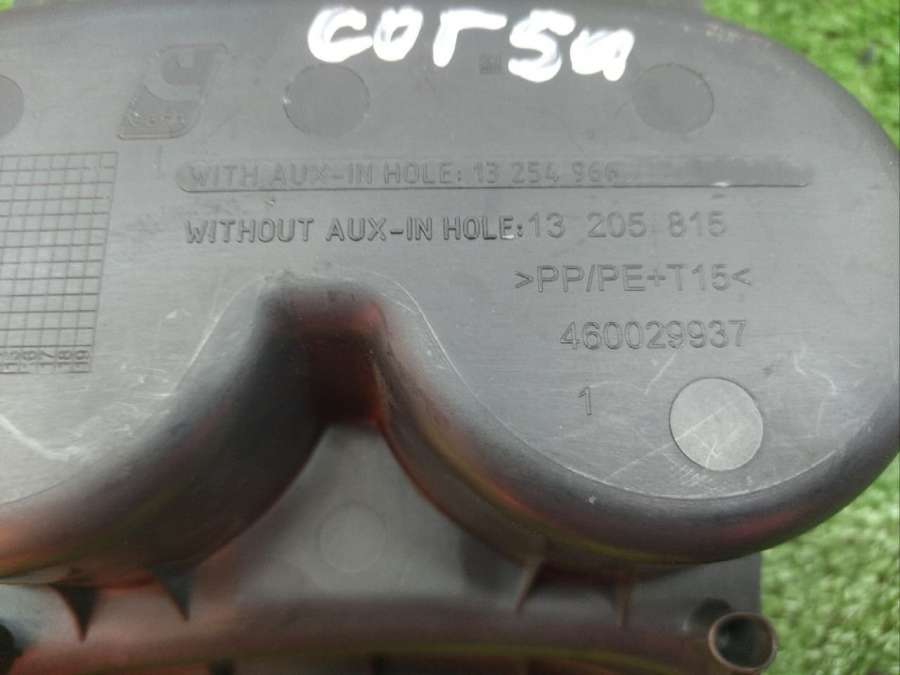 corsa
WITH AUX-IN HOLE: 13 254 966
WITHOUT AUX-IN HOLE: 13 205 815
>PP/PE+T15<
460029937
1